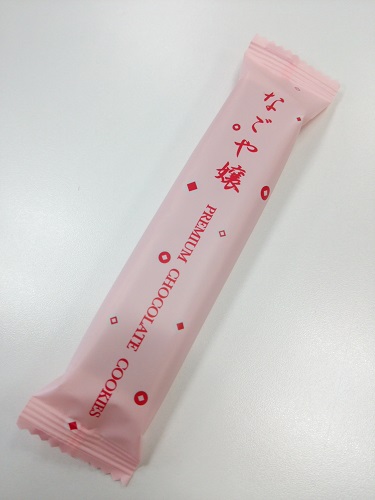 なごや嬢
PREMIUM CHOCOLATE COOKIES